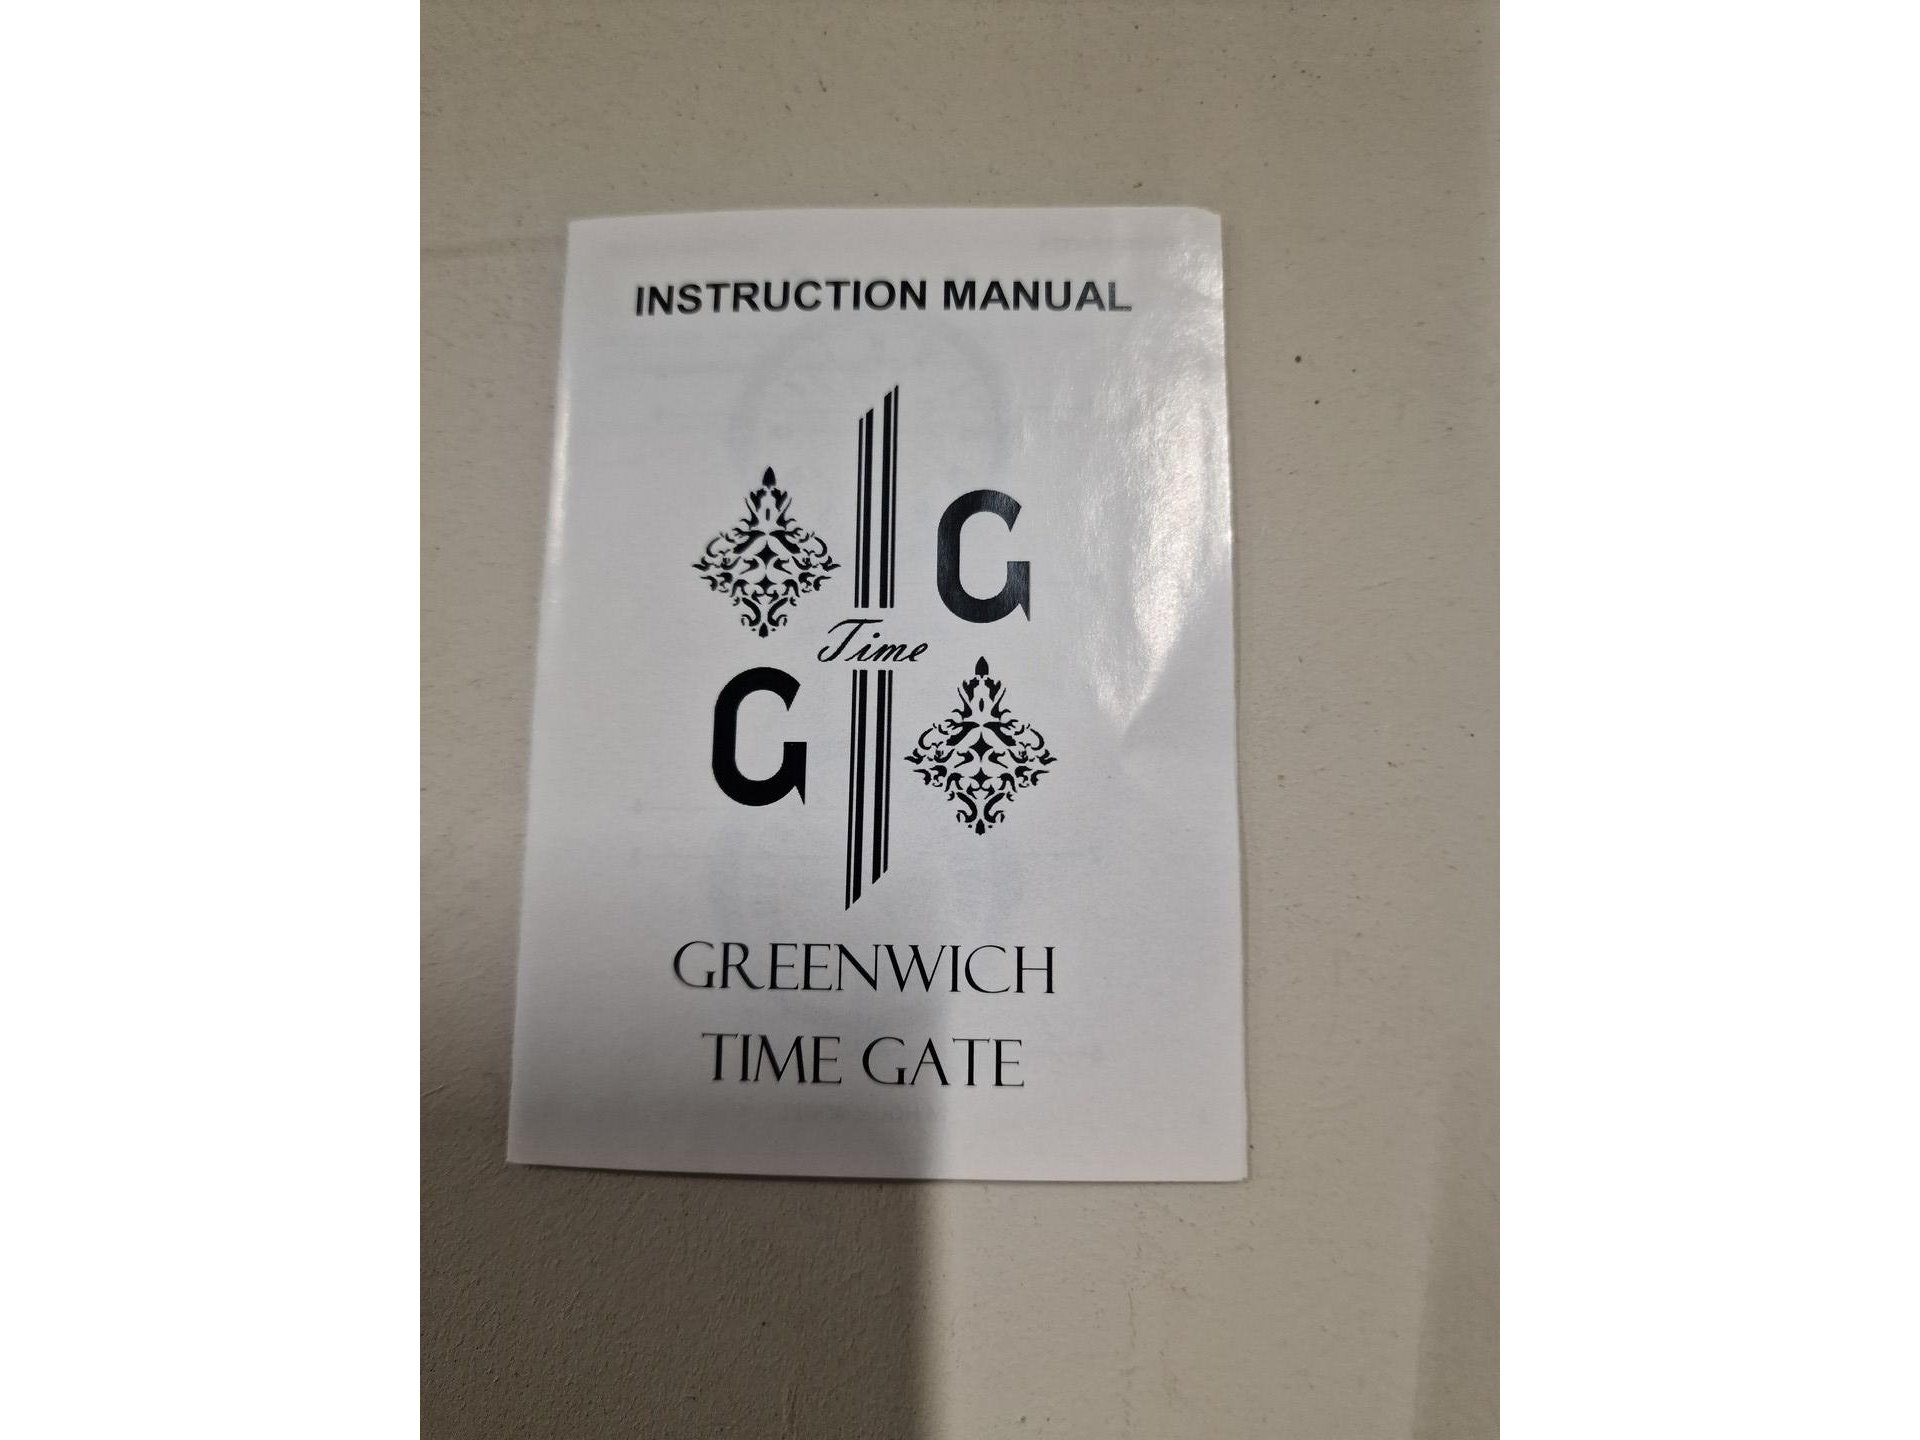 INSTRUCTION MANUAL
G
Time
G
GREENWICH
TIME GATE